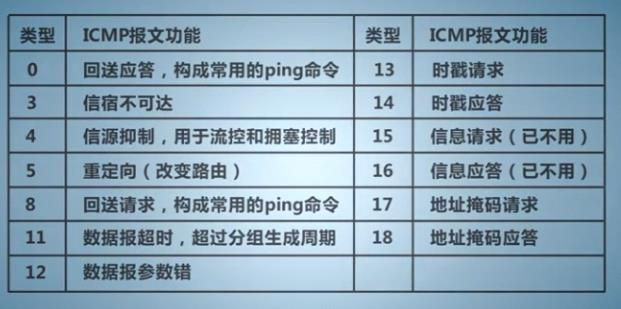 类型 ICMP报文功能 类型 ICMP报文功能
0 回送应答，构成常用的ping命令 13 时戳请求
3 信宿不可达 14 时戳应答
4 信源抑制，用于流控和拥塞控制 15 信息请求（已不用）
5 重定向（改变路由） 16 信息应答（已不用）
8 回送请求，构成常用的ping命令 17 地址掩码请求
11 数据报超时，超过分组生成周期 18 地址掩码应答
12 数据报参数错